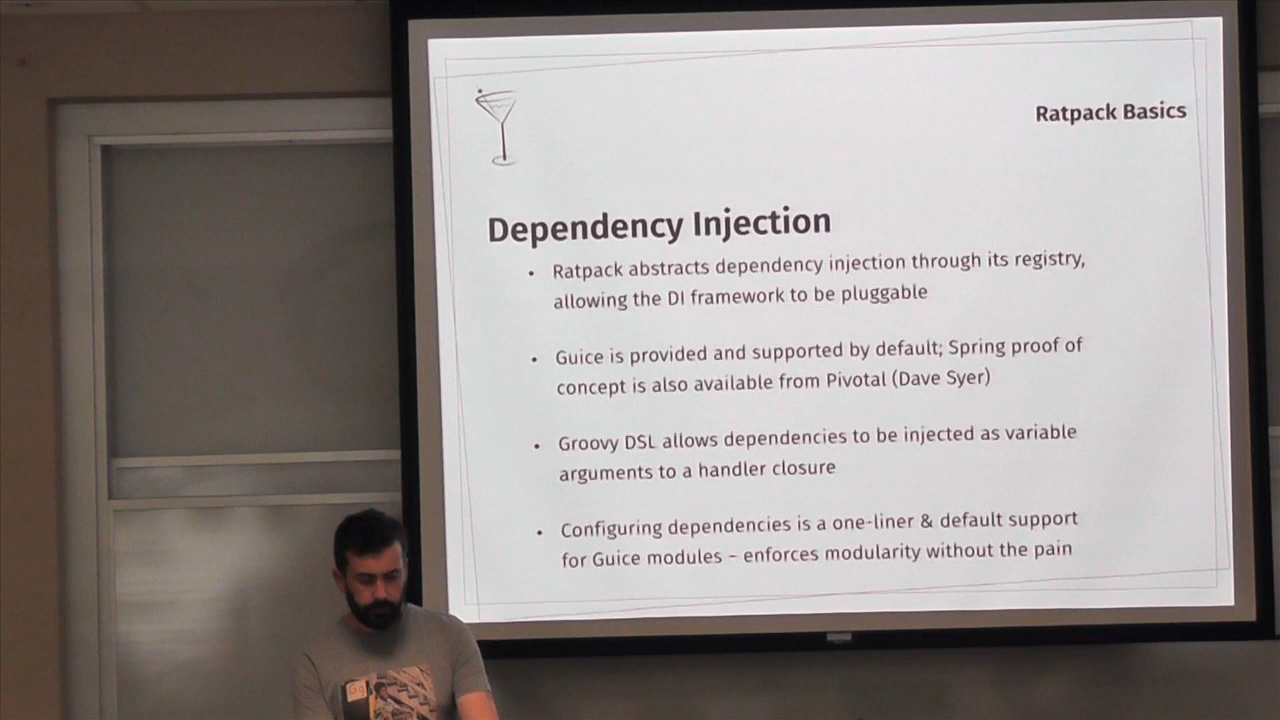 Ratpack Basics
Dependency Injection
• Ratpack abstracts dependency injection through its registry,
allowing the DI framework to be pluggable
• Guice is provided and supported by default; Spring proof of
concept is also available from Pivotal (Dave Syer)
• Groovy DSL allows dependencies to be injected as variable
arguments to a handler closure
• Configuring dependencies is a one-liner & default support
for Guice modules – enforces modularity without the pain